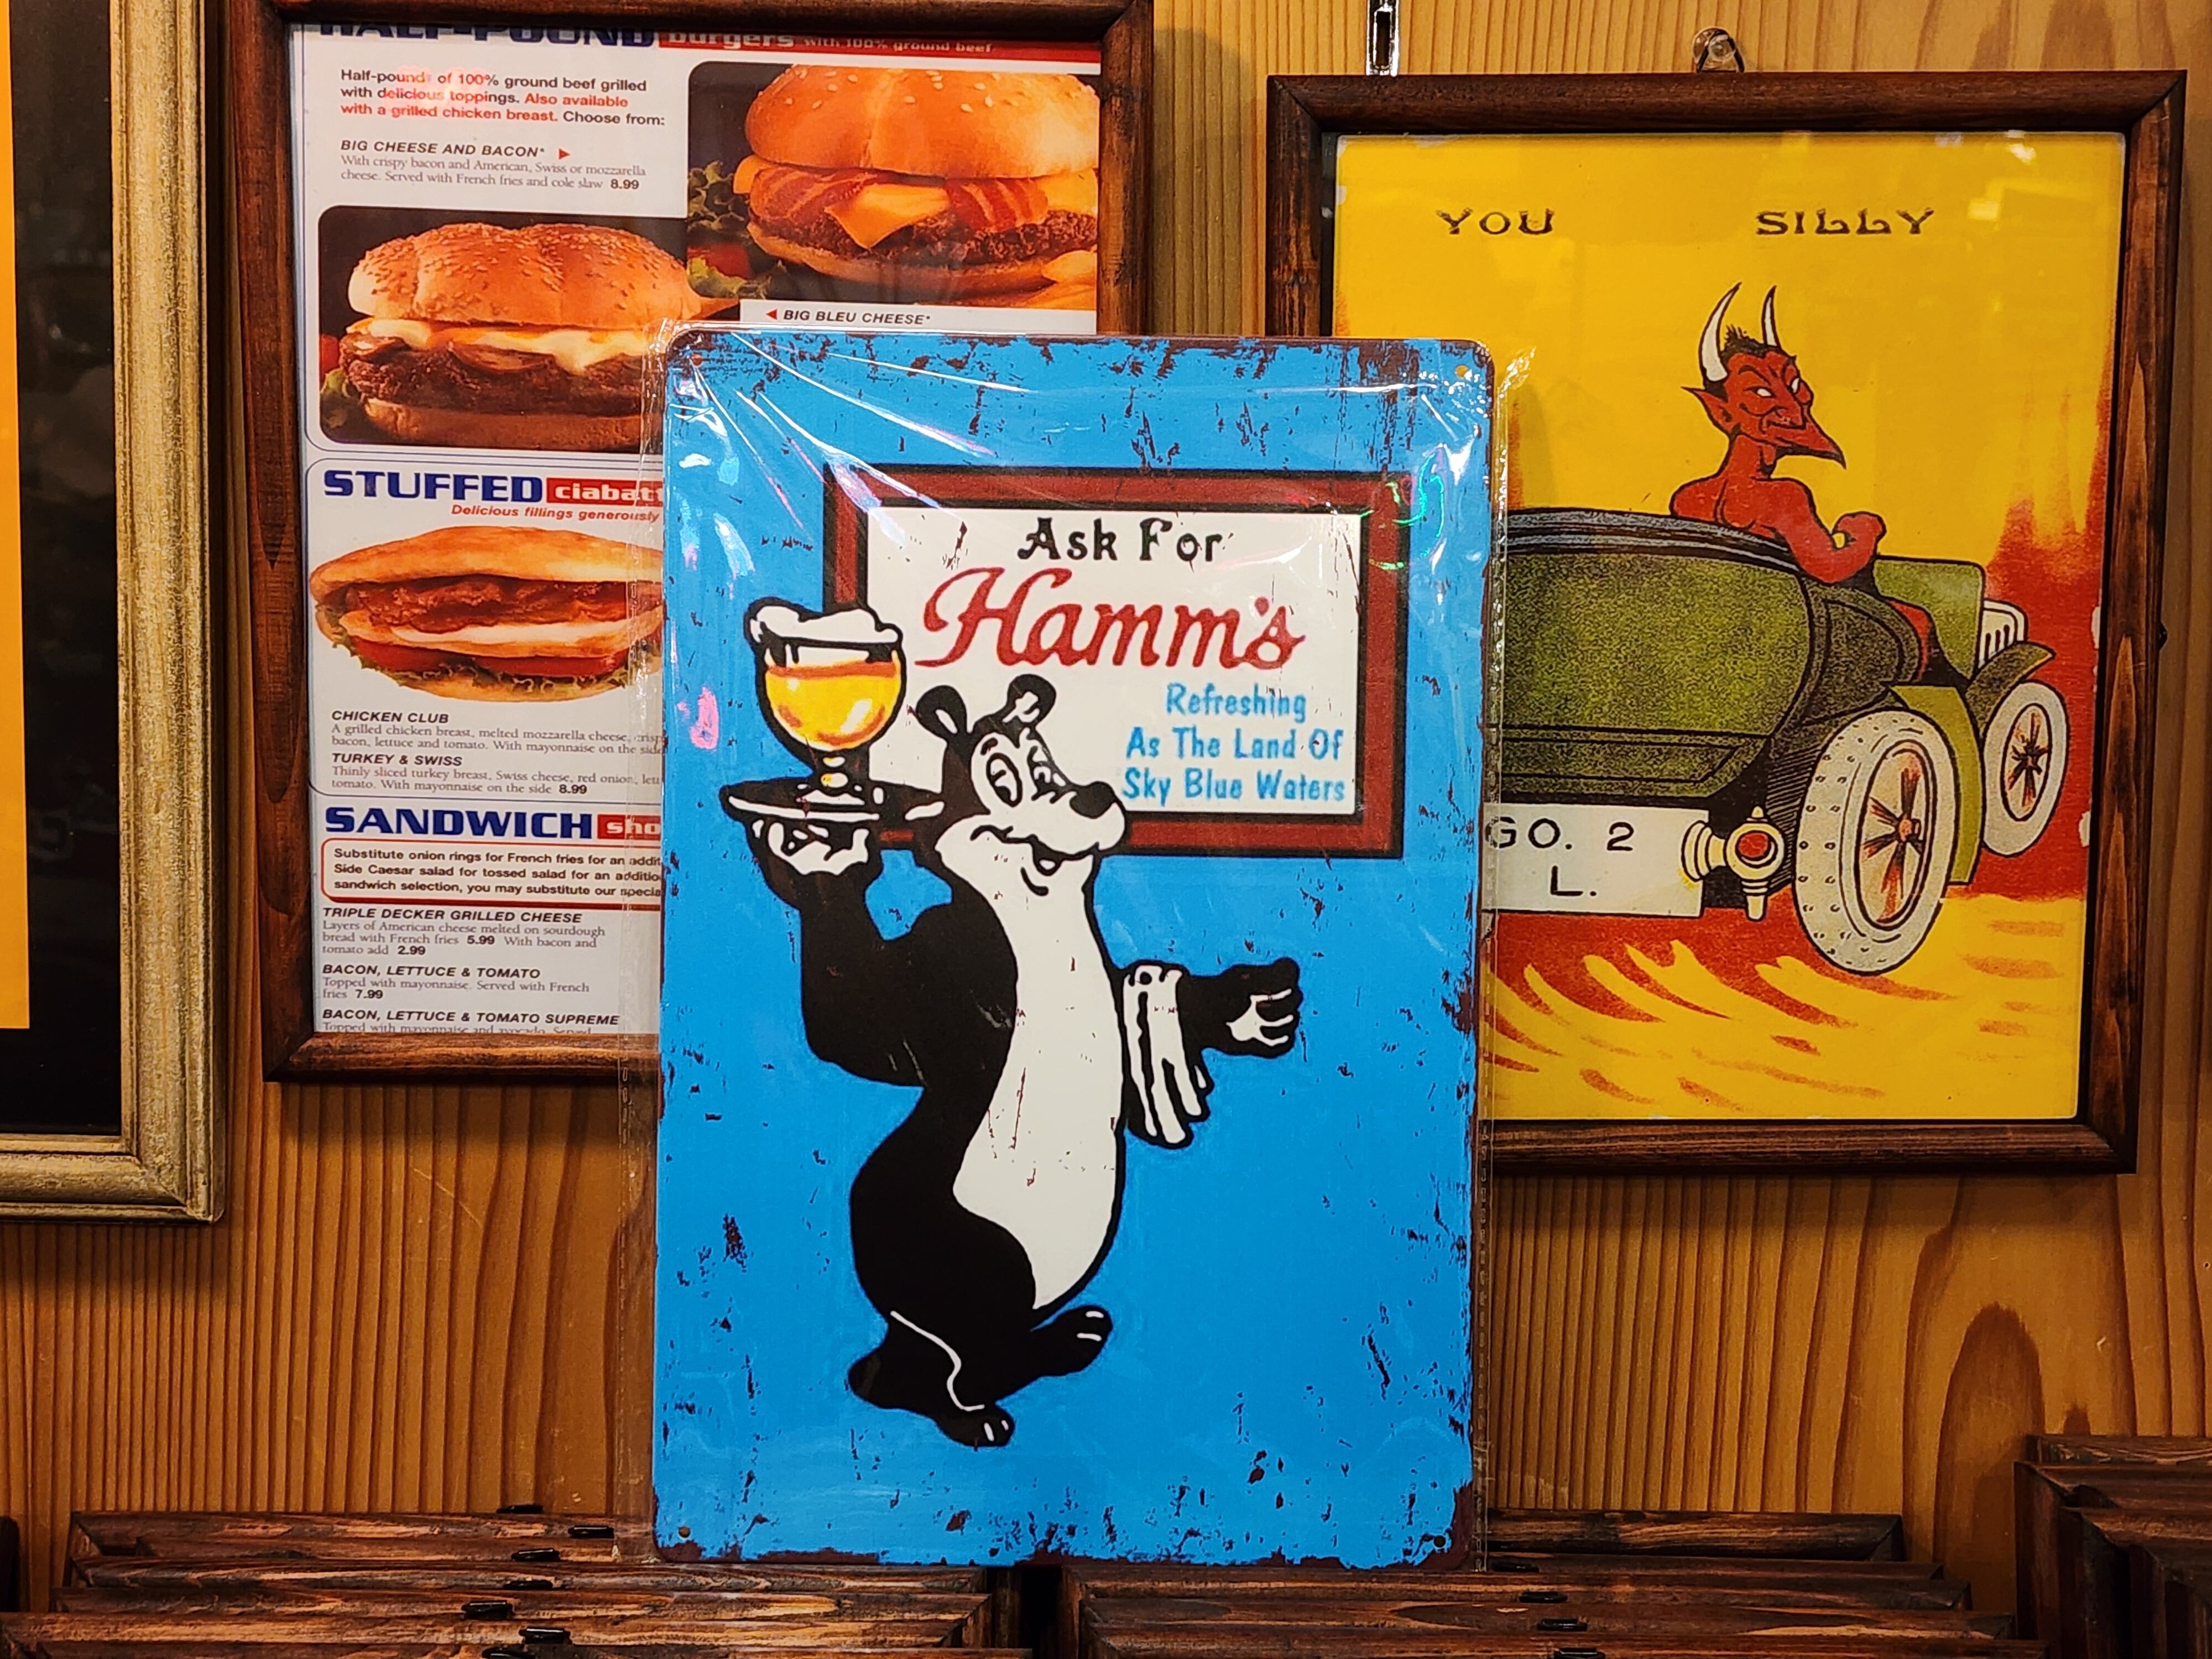 HALF-POUND burgers with 100% ground beef
Half-pounds of 100% ground beef grilled
with delicious toppings. Also available
with a grilled chicken breast. Choose from:
BIG CHEESE AND BACON*
With crispy bacon and American, Swiss or mozzarella
cheese. Served with French fries and cole slaw 8.99
BIG BLEU CHEESE*
STUFFED
Delicious fillings generously
CHICKEN CLUB
A grilled chicken breast, melted mozzarella cheese,
bacon, lettuce and tomato. With mayonnaise on the side
TURKEY & SWISS
Thinly sliced turkey breast, Swiss cheese, red onion,
tomato. With mayonnaise on the side 8.99
SANDWICH
Substitute onion rings for French fries for an
Side Caesar salad for tossed salad for an
sandwich selection, you may substitute our
TRIPLE DECKER GRILLED CHEESE
Layers of American cheese melted on sourdough
bread with French fries 5.99 With bacon and
tomato add 2.99
BACON, LETTUCE & TOMATO
Topped with mayonnaise. Served with French
fries 7.99
BACON, LETTUCE & TOMATO SUPREME
Topped with mayonnaise and avocado. Served
Ask For
Hamm's
Refreshing
As The Land Of
Sky Blue Waters
YOU SILLY
GO. 2
L.